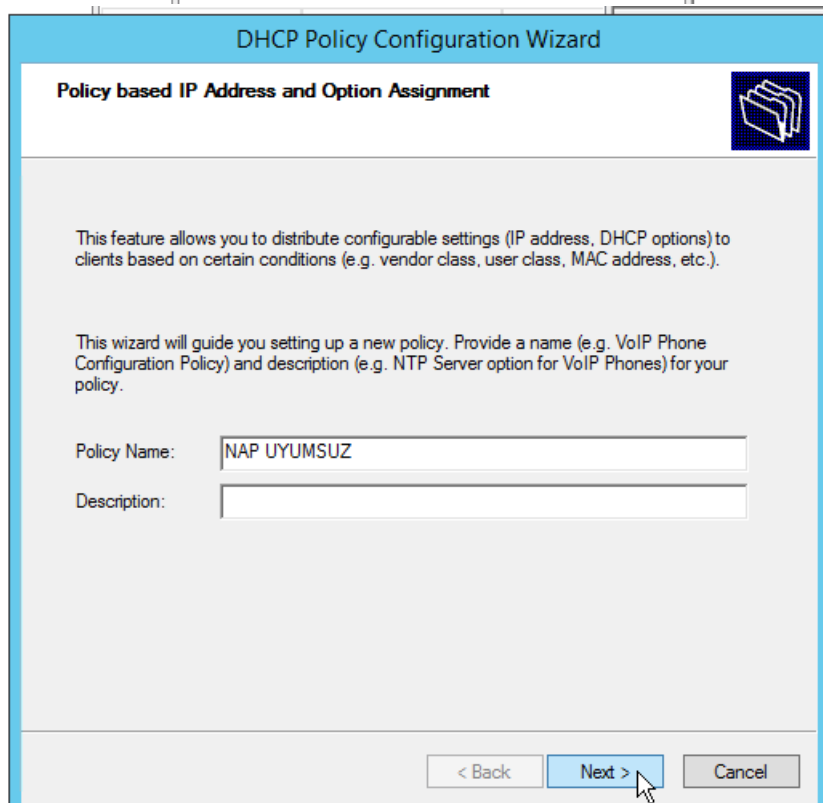 DHCP Policy Configuration Wizard
Policy based IP Address and Option Assignment
This feature allows you to distribute configurable settings (IP address, DHCP options) to
clients based on certain conditions (e.g. vendor class, user class, MAC address, etc.).
This wizard will guide you setting up a new policy. Provide a name (e.g. VoIP Phone
Configuration Policy) and description (e.g. NTP Server option for VoIP Phones) for your
policy.
Policy Name: NAP UYUMSUZ
Description:
< Back Next > Cancel